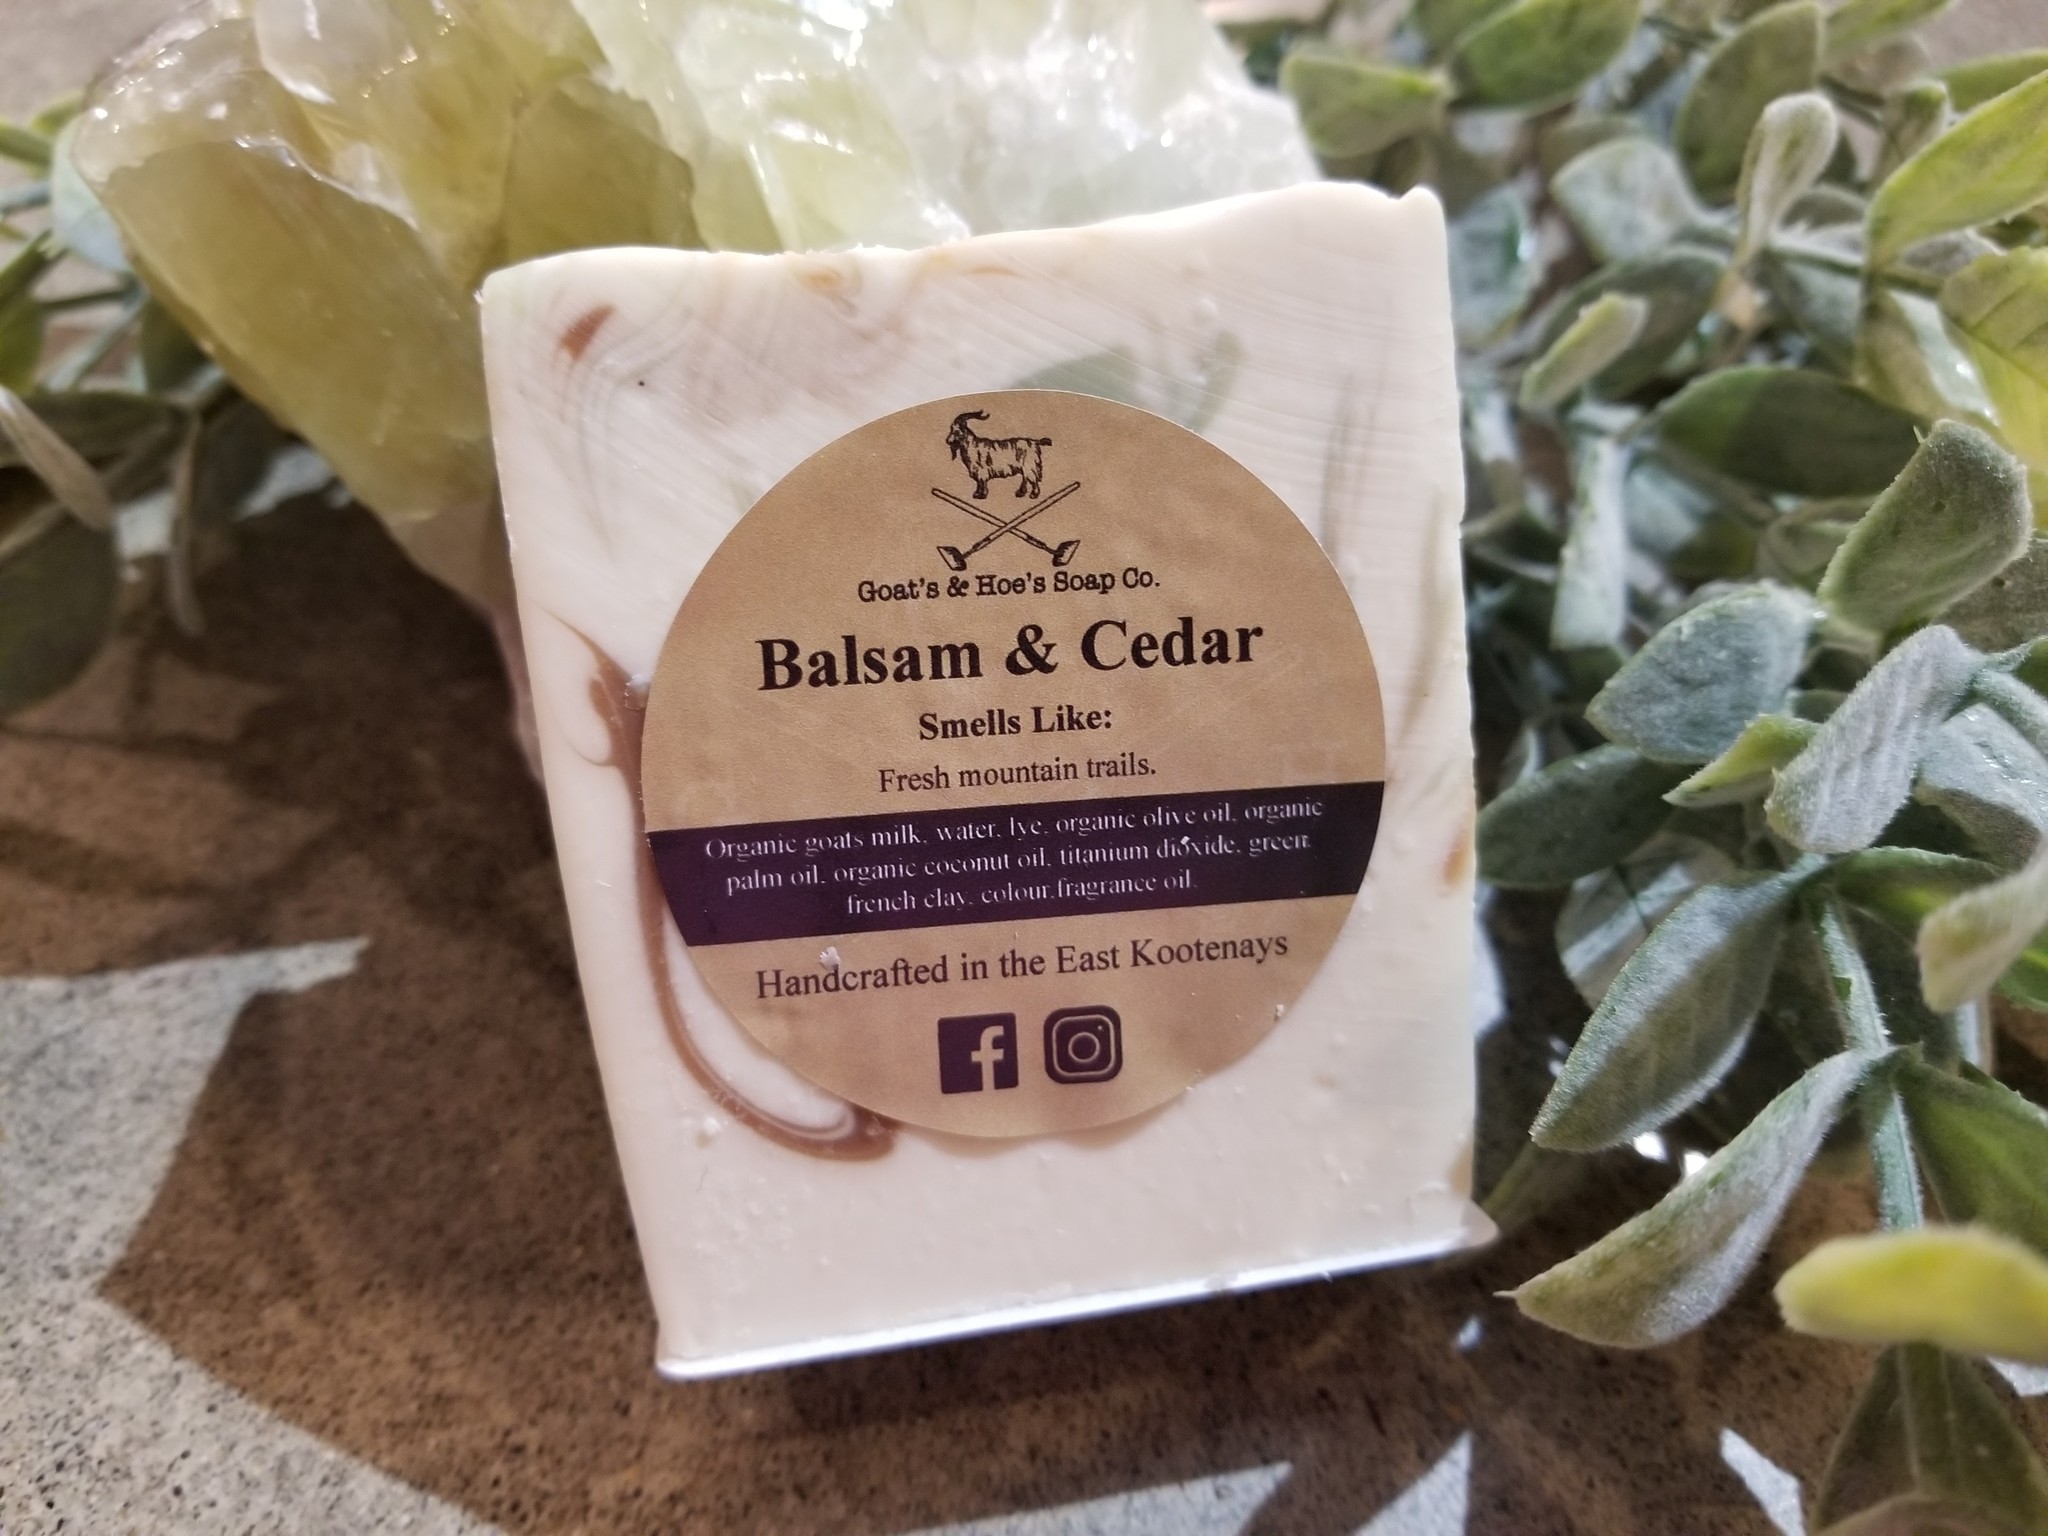 Goat's & Hoe's Soap Co.
Balsam & Cedar
Smells Like:
Fresh mountain trails.
Organic goats milk, water, lye, organic olive oil, organic
palm oil, organic coconut oil, titanium dioxide, green
french clay, colour,fragrance oil.
Handcrafted in the East Kootenays